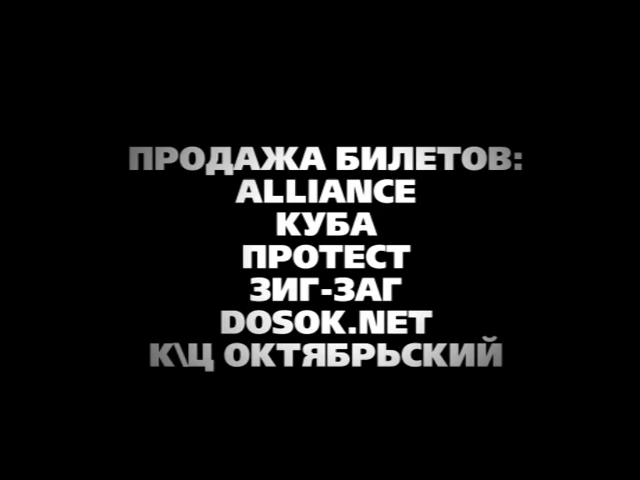 ПРОДАЖА БИЛЕТОВ:
ALLIANCE
КУБА
ПРОТЕСТ
ЗИГ-ЗАГ
DOSOK.NET
К\Ц ОКТЯБРЬСКИЙ